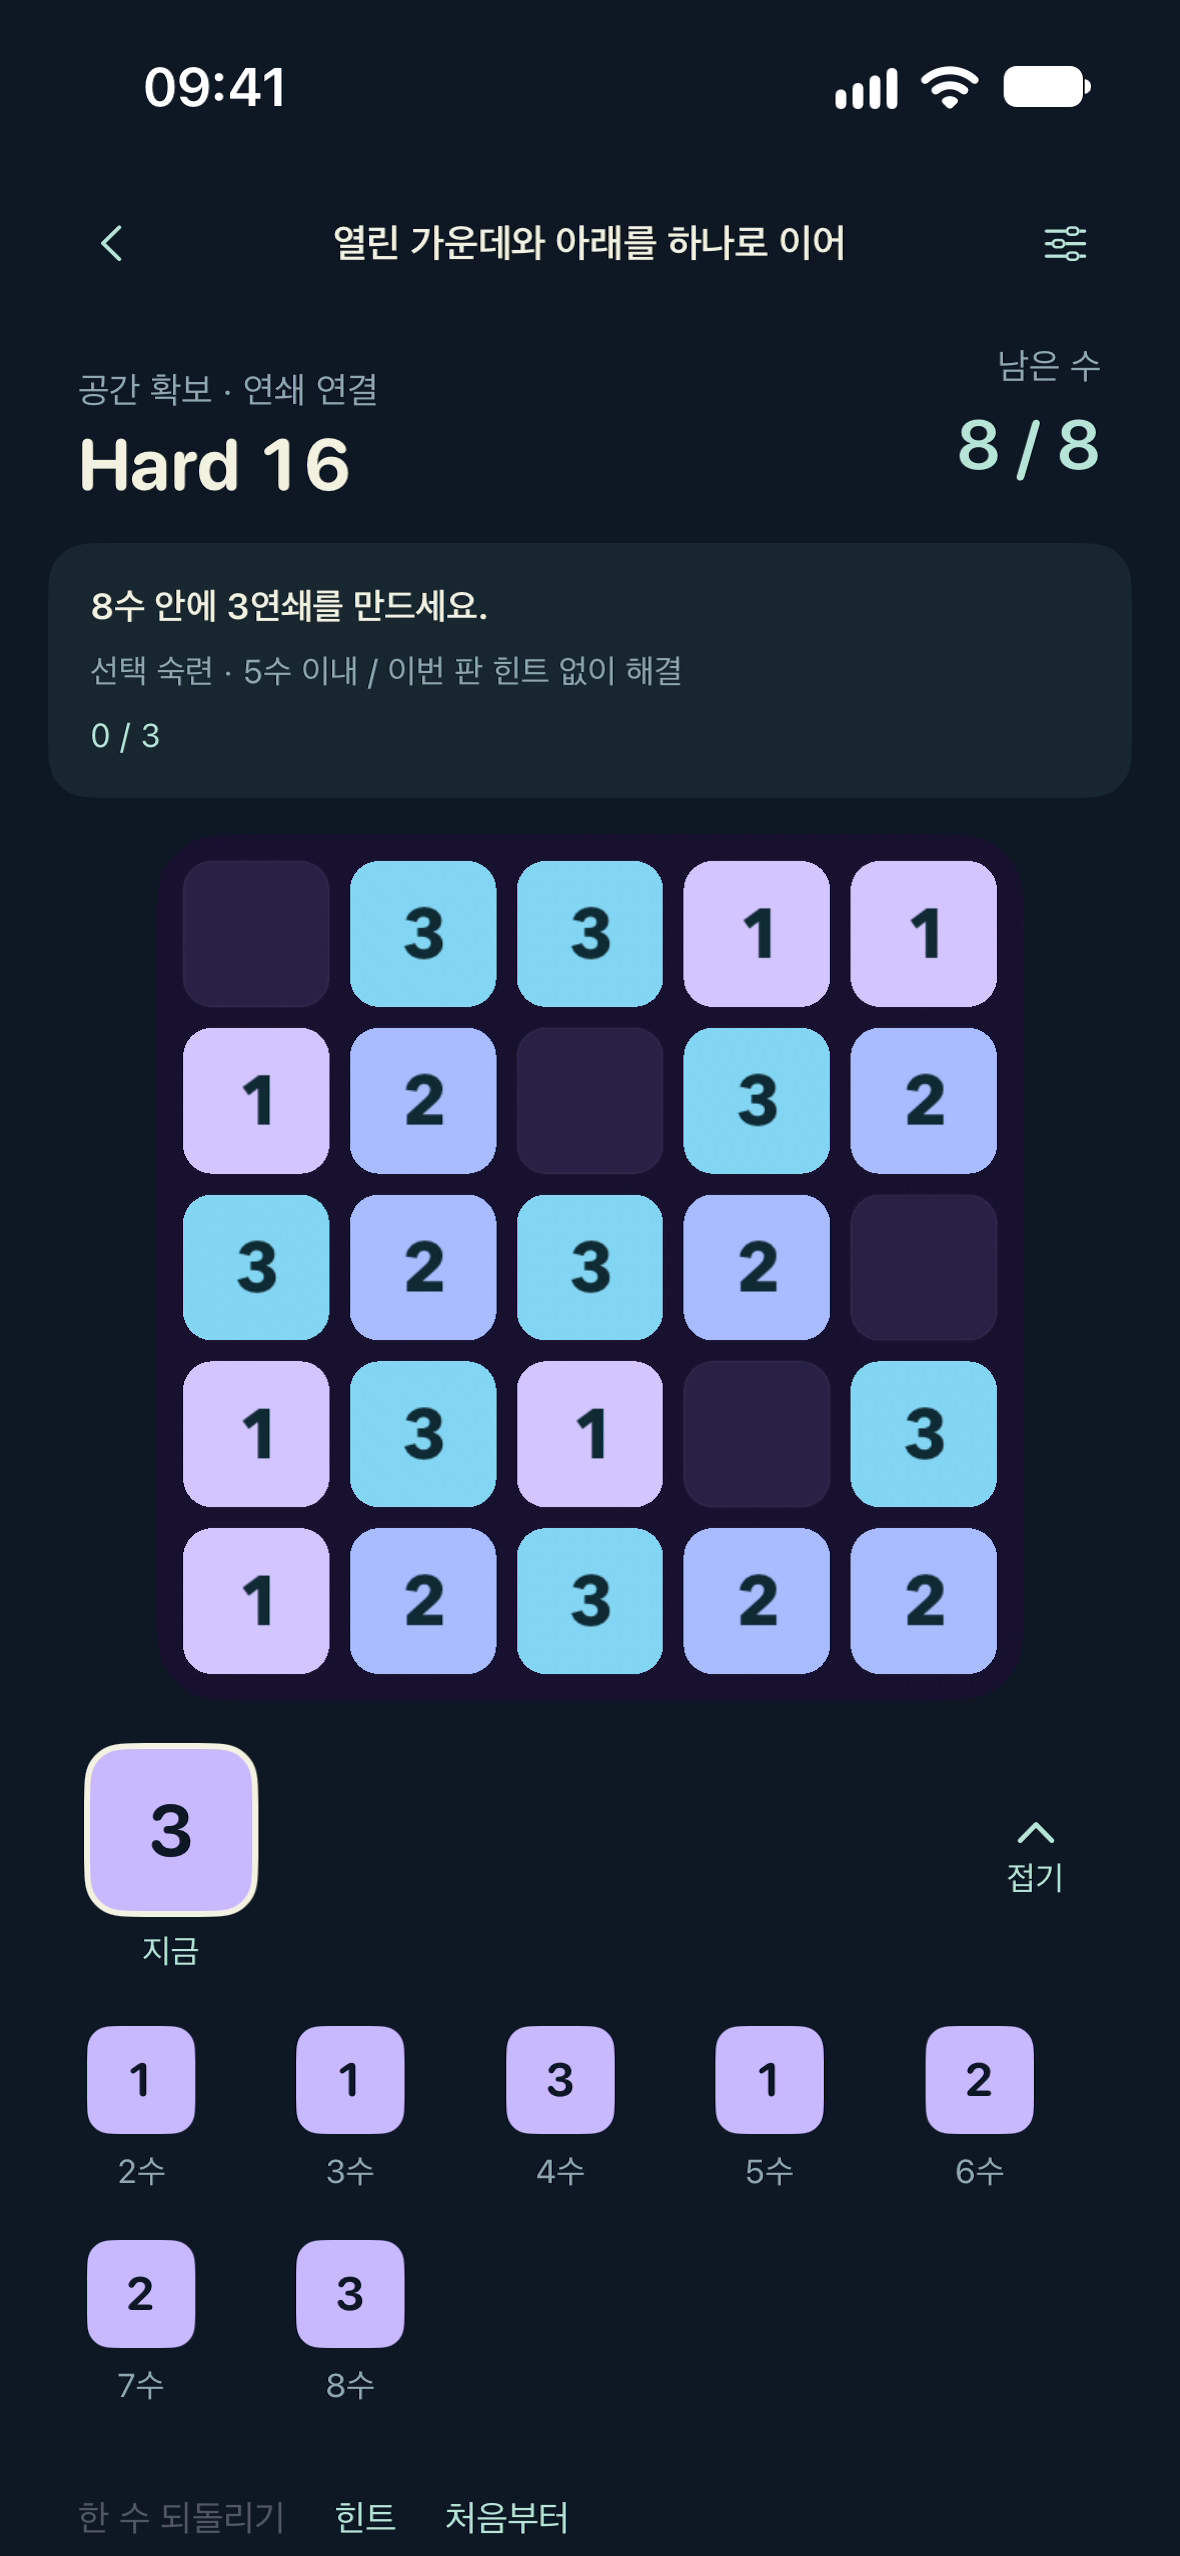 09:41
열린 가운데와 아래를 하나로 이어
공간 확보 · 연쇄 연결
Hard 16
남은 수
8 / 8
8수 안에 3연쇄를 만드세요.
선택 숙련 · 5수 이내 / 이번 판 힌트 없이 해결
0 / 3
3 3 1 1
1 2 3 2
3 2 3 2
1 3 1 3
1 2 3 2 2
3
지금
접기
1 1 3 1 2
2수 3수 4수 5수 6수
2 3
7수 8수
한 수 되돌리기 힌트 처음부터